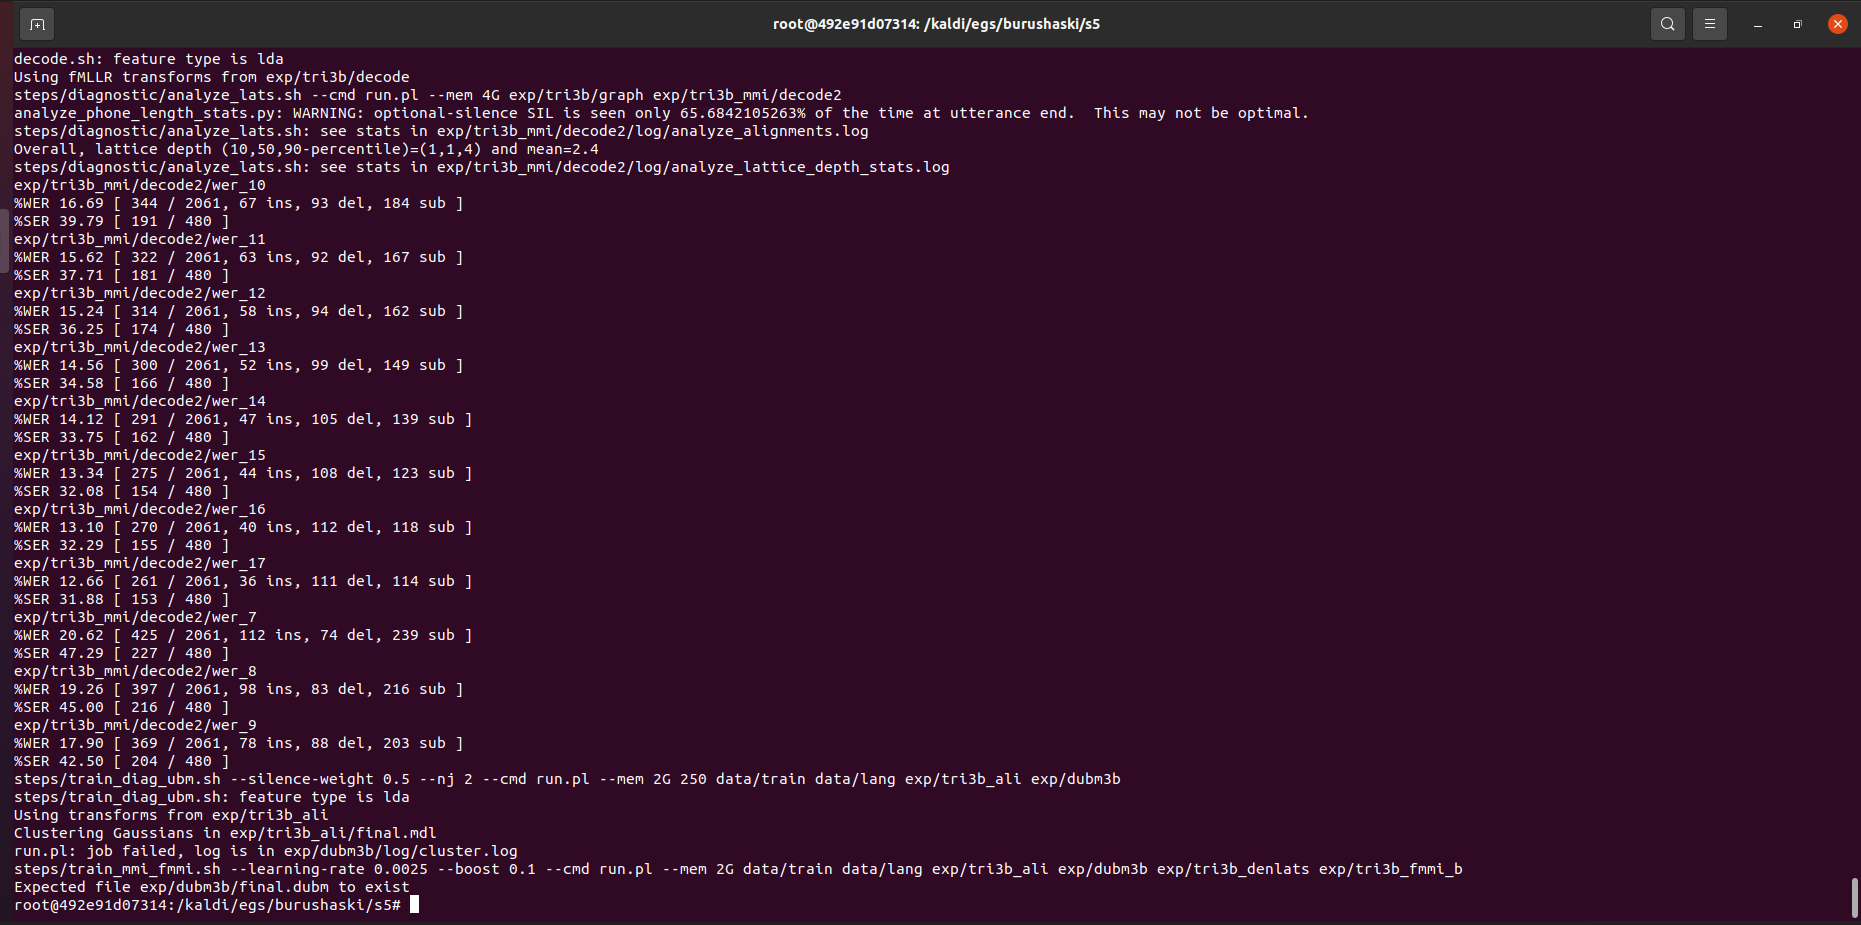 root@492e91d07314: /kaldi/egs/burushaski/s5
decode.sh: feature type is lda
Using fMLLR transforms from exp/tri3b/decode
steps/diagnostic/analyze_lats.sh --cmd run.pl --mem 4G exp/tri3b/graph exp/tri3b_mmi/decode2
analyze_phone_length_stats.py: WARNING: optional-silence SIL is seen only 65.6842105263% of the time at utterance end.  This may not be optimal.
steps/diagnostic/analyze_lats.sh: see stats in exp/tri3b_mmi/decode2/log/analyze_alignments.log
Overall, lattice depth (10,50,90-percentile)=(1,1,4) and mean=2.4
steps/diagnostic/analyze_lats.sh: see stats in exp/tri3b_mmi/decode2/log/analyze_lattice_depth_stats.log
exp/tri3b_mmi/decode2/wer_10
%WER 16.69 [ 344 / 2061, 67 ins, 93 del, 184 sub ]
%SER 39.79 [ 191 / 480 ]
exp/tri3b_mmi/decode2/wer_11
%WER 15.62 [ 322 / 2061, 63 ins, 92 del, 167 sub ]
%SER 37.71 [ 181 / 480 ]
exp/tri3b_mmi/decode2/wer_12
%WER 15.24 [ 314 / 2061, 58 ins, 94 del, 162 sub ]
%SER 36.25 [ 174 / 480 ]
exp/tri3b_mmi/decode2/wer_13
%WER 14.56 [ 300 / 2061, 52 ins, 99 del, 149 sub ]
%SER 34.58 [ 166 / 480 ]
exp/tri3b_mmi/decode2/wer_14
%WER 14.12 [ 291 / 2061, 47 ins, 105 del, 139 sub ]
%SER 33.75 [ 162 / 480 ]
exp/tri3b_mmi/decode2/wer_15
%WER 13.34 [ 275 / 2061, 44 ins, 108 del, 123 sub ]
%SER 32.08 [ 154 / 480 ]
exp/tri3b_mmi/decode2/wer_16
%WER 13.10 [ 270 / 2061, 40 ins, 112 del, 118 sub ]
%SER 32.29 [ 155 / 480 ]
exp/tri3b_mmi/decode2/wer_17
%WER 12.66 [ 261 / 2061, 36 ins, 111 del, 114 sub ]
%SER 31.88 [ 153 / 480 ]
exp/tri3b_mmi/decode2/wer_7
%WER 20.62 [ 425 / 2061, 112 ins, 74 del, 239 sub ]
%SER 47.29 [ 227 / 480 ]
exp/tri3b_mmi/decode2/wer_8
%WER 19.26 [ 397 / 2061, 98 ins, 83 del, 216 sub ]
%SER 45.00 [ 216 / 480 ]
exp/tri3b_mmi/decode2/wer_9
%WER 17.90 [ 369 / 2061, 78 ins, 88 del, 203 sub ]
%SER 42.50 [ 204 / 480 ]
steps/train_diag_ubm.sh --silence-weight 0.5 --nj 2 --cmd run.pl --mem 2G 250 data/train data/lang exp/tri3b_ali exp/dubm3b
steps/train_diag_ubm.sh: feature type is lda
Using transforms from exp/tri3b_ali
Clustering Gaussians in exp/tri3b_ali/final.mdl
run.pl: job failed, log is in exp/dubm3b/log/cluster.log
steps/train_mmi_fmmi.sh --learning-rate 0.0025 --boost 0.1 --cmd run.pl --mem 2G data/train data/lang exp/tri3b_ali exp/dubm3b exp/tri3b_denlats exp/tri3b_fmmi_b
Expected file exp/dubm3b/final.dubm to exist
root@492e91d07314:/kaldi/egs/burushaski/s5#